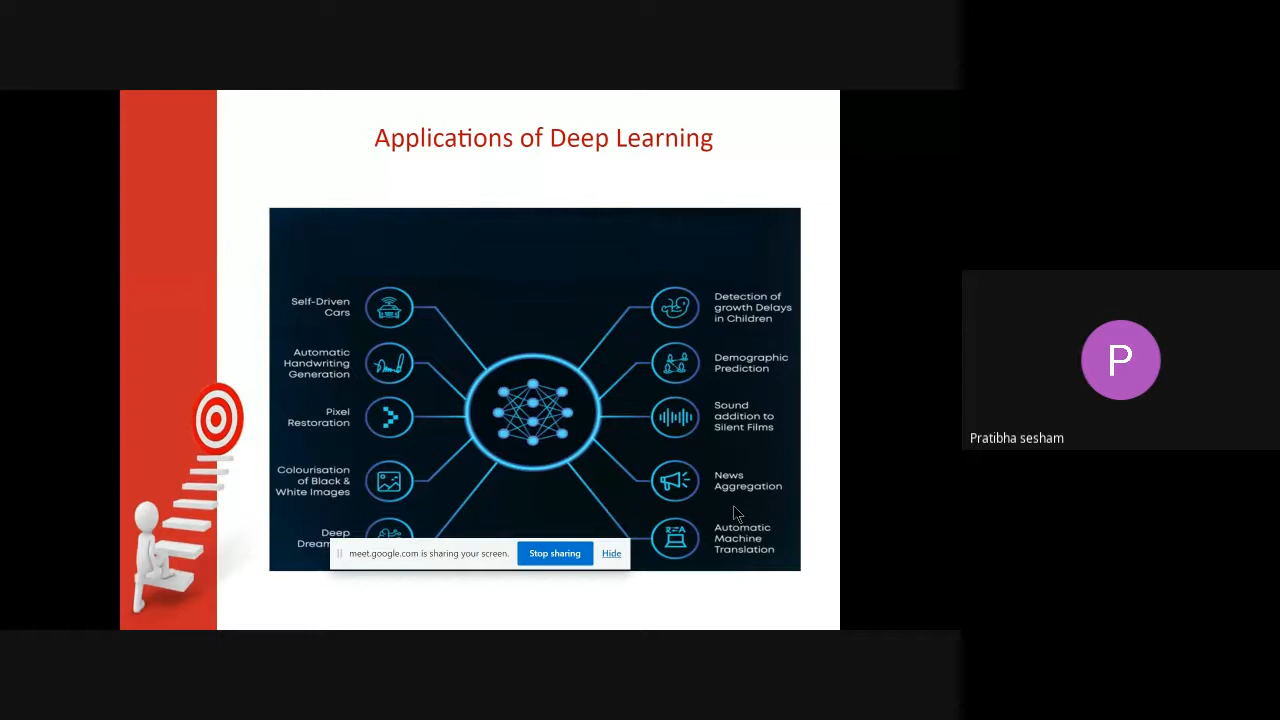 Applications of Deep Learning
Self-Driven
Cars
Automatic
Handwriting
Generation
Pixel
Restoration
Colourisation
of Black &
White Images
Deep
Detection of
growth Delays
in Children
Demographic
Prediction
Sound
addition to
Silent Films
News
Aggregation
Automatic
Machine
Translation
meet.google.com is sharing your screen.
Stop sharing
Hide
P
Pratibha sesham